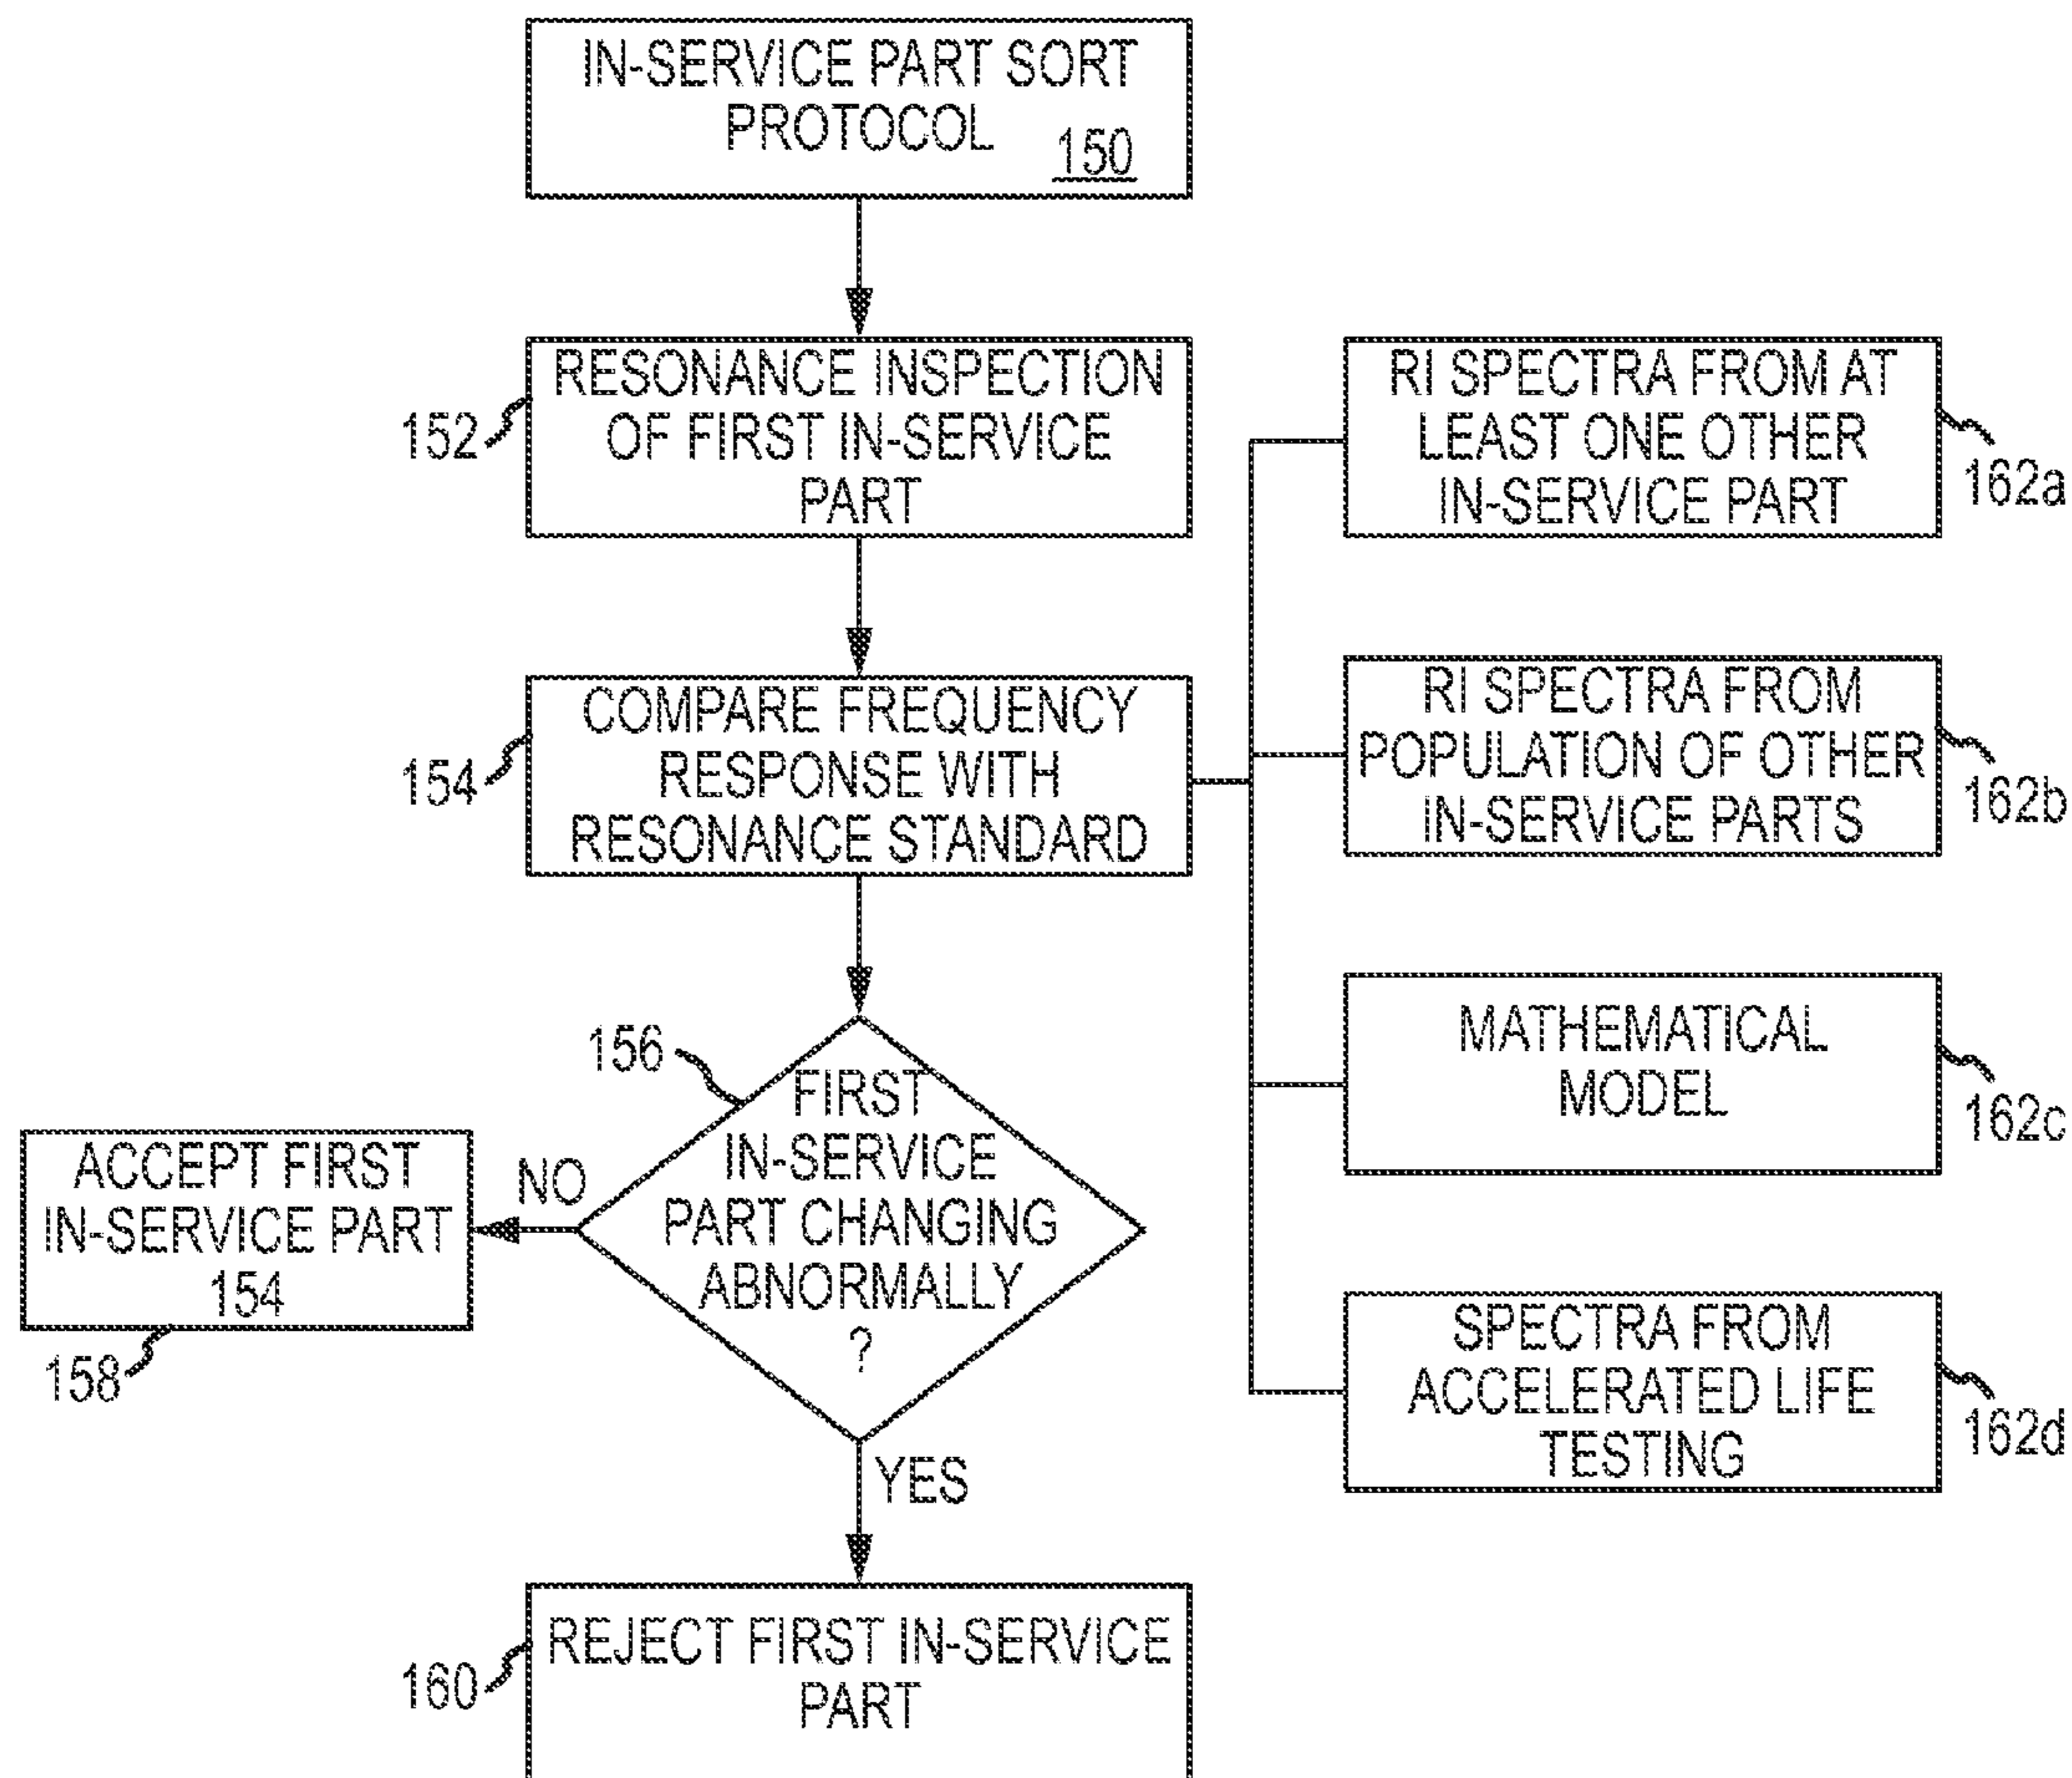 IN-SERVICE PART SORT
PROTOCOL
150
RESONANCE INSPECTION
OF FIRST IN-SERVICE
PART
152
RI SPECTRA FROM AT
LEAST ONE OTHER
IN-SERVICE PART
162a
COMPARE FREQUENCY
RESPONSE WITH
RESONANCE STANDARD
154
RI SPECTRA FROM
POPULATION OF OTHER
IN-SERVICE PARTS
162b
MATHEMATICAL
MODEL
162c
156
FIRST
IN-SERVICE
PART CHANGING
ABNORMALLY
?
NO
ACCEPT FIRST
IN-SERVICE PART
154
158
SPECTRA FROM
ACCELERATED LIFE
TESTING
162d
YES
REJECT FIRST IN-SERVICE
PART
160